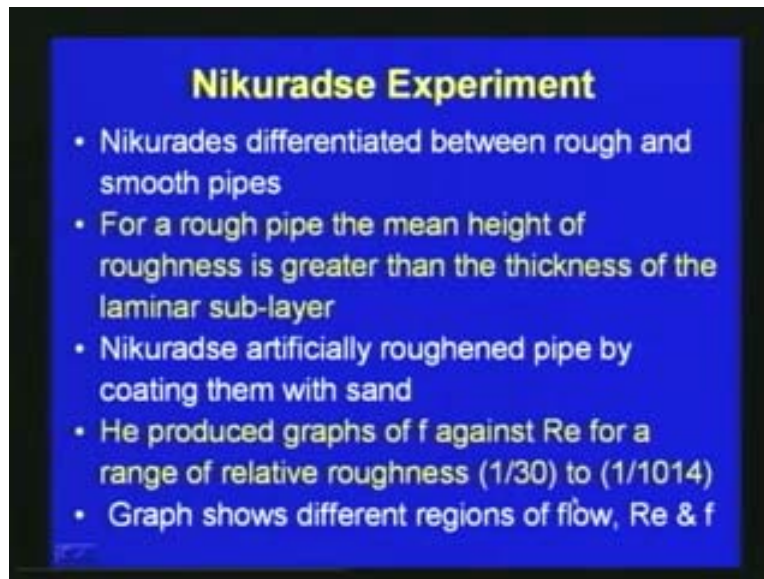 Nikuradse Experiment
• Nikurades differentiated between rough and
smooth pipes
• For a rough pipe the mean height of
roughness is greater than the thickness of the
laminar sub-layer
• Nikuradse artificially roughened pipe by
coating them with sand
• He produced graphs of f against Re for a
range of relative roughness (1/30) to (1/1014)
• Graph shows different regions of flow, Re & f